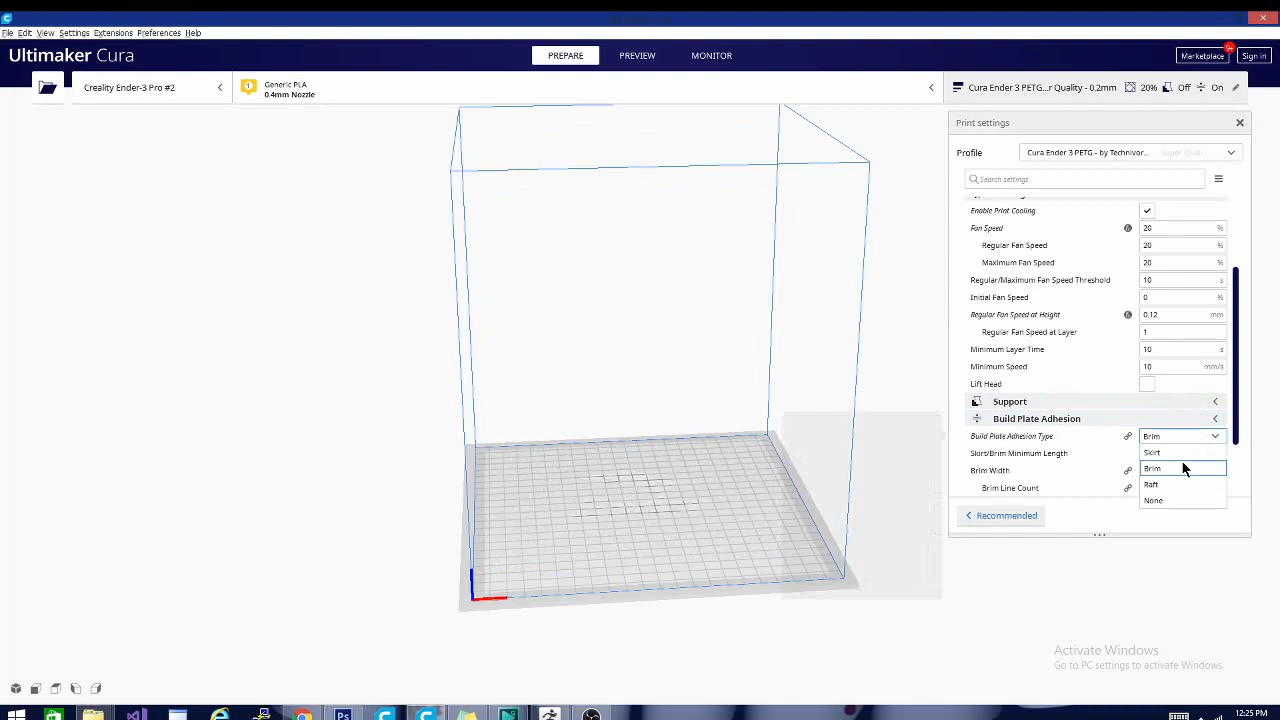 File Edit View Settings Extensions Preferences Help
Ultimaker Cura
PREPARE PREVIEW MONITOR
Marketplace 9+ Sign in
Creality Ender-3 Pro #2
1 Generic PLA
0.4mm Nozzle
Cura Ender 3 PETG...r Quality - 0.2mm 20% Off On
Print settings
Profile Cura Ender 3 PETG - by Technivor... Super Quali
Search settings
Enable Print Cooling
Fan Speed 20 %
Regular Fan Speed 20 %
Maximum Fan Speed 20 %
Regular/Maximum Fan Speed Threshold 10 s
Initial Fan Speed 0 %
Regular Fan Speed at Height 0.12 mm
Regular Fan Speed at Layer 1
Minimum Layer Time 10 s
Minimum Speed 10 mm/s
Lift Head
Support
Build Plate Adhesion
Build Plate Adhesion Type Brim
Skirt/Brim Minimum Length Skirt
Brim Width Brim
Brim Line Count Raft
None
Recommended
Activate Windows
Go to PC settings to activate Windows.
12:25 PM